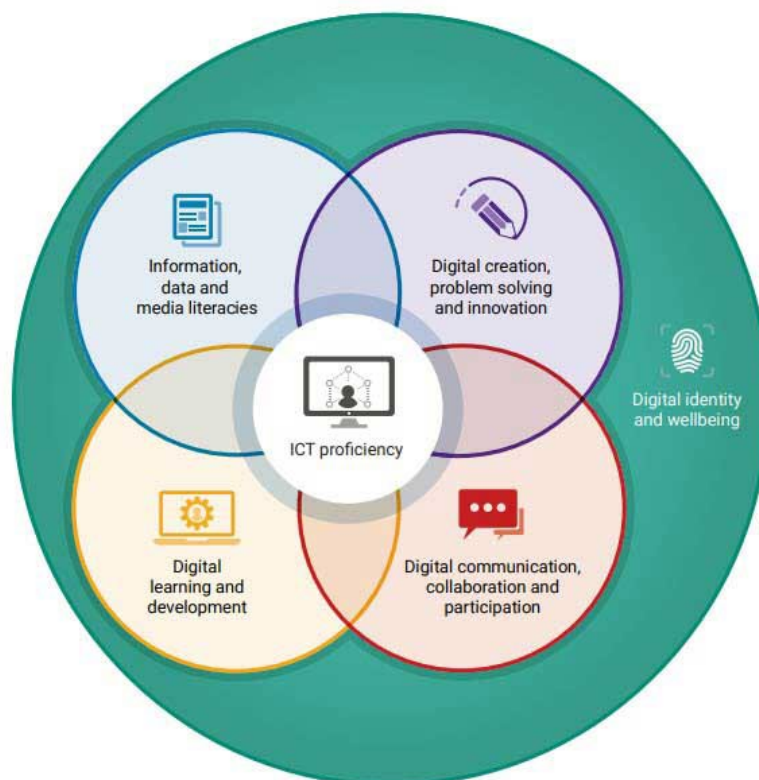 Information,
data and
media literacies
Digital creation,
problem solving
and innovation
Digital identity
and wellbeing
ICT proficiency
Digital
learning and
development
Digital communication,
collaboration and
participation